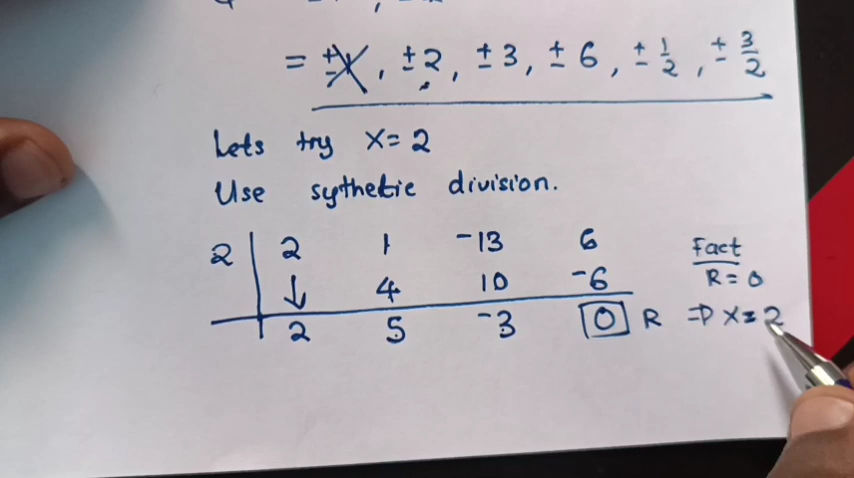 = ±1, ±2, ±3, ±6, ±1/2, ±3/2
Lets try x=2
Use sythetic division.
2 | 2 1 -13 6
↓ 4 10 -6
2 5 -3 0 R ⇒ x=2
Fact
R=0